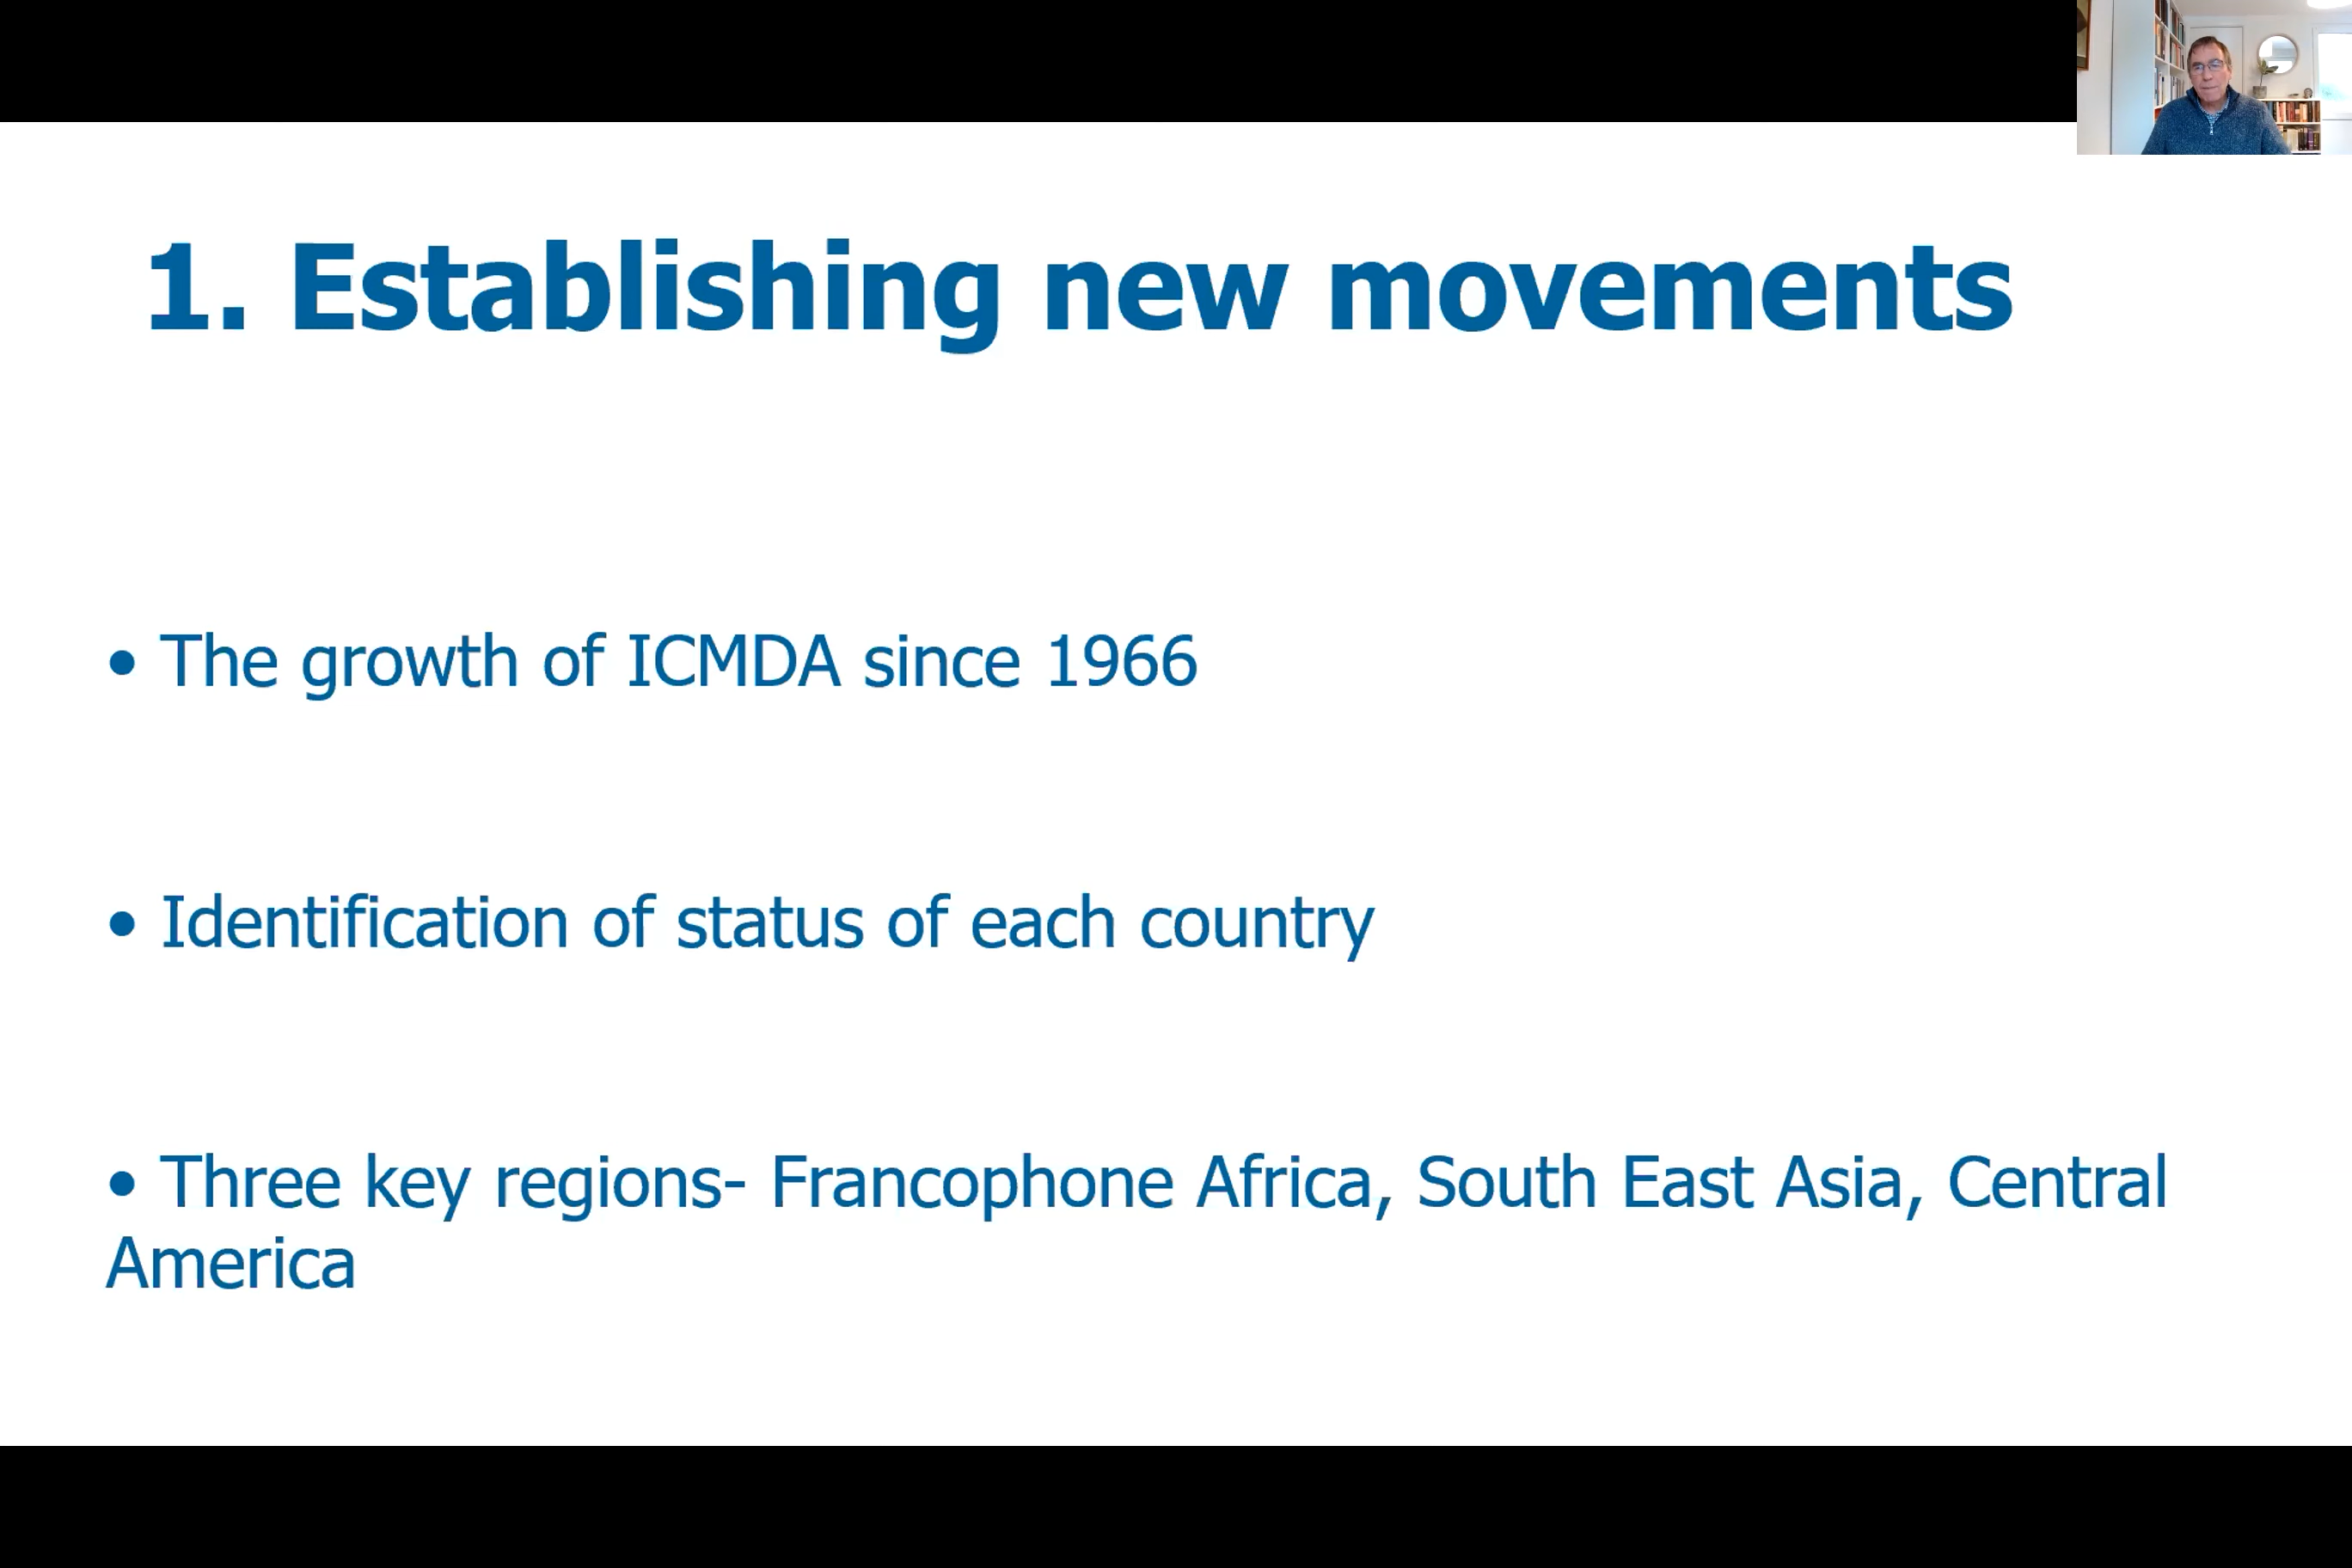 1. Establishing new movements
• The growth of ICMDA since 1966
• Identification of status of each country
• Three key regions- Francophone Africa, South East Asia, Central
America